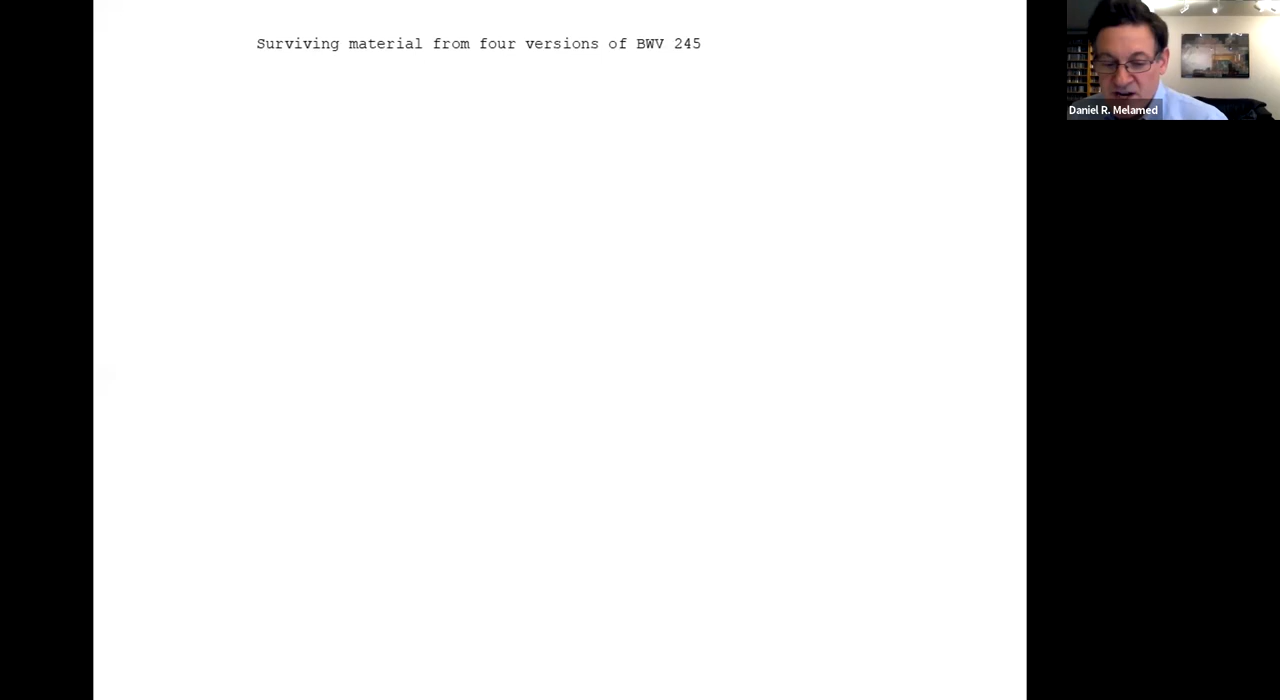 Surviving material from four versions of BWV 245
Daniel R. Melamed